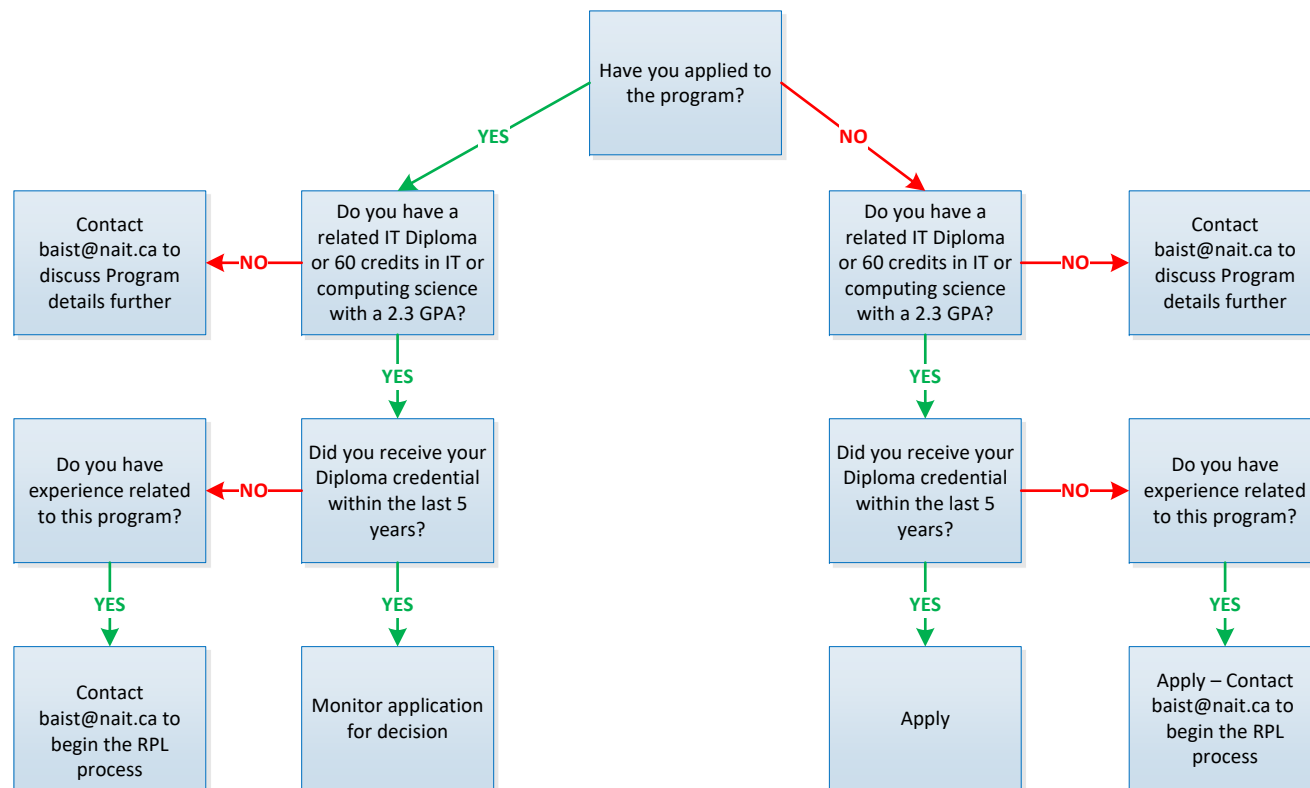 Have you applied to
the program?
YES
NO
Contact
baist@nait.ca to
discuss Program
details further
NO
Do you have a
related IT Diploma
or 60 credits in IT or
computing science
with a 2.3 GPA?
Do you have a
related IT Diploma
or 60 credits in IT or
computing science
with a 2.3 GPA?
NO
Contact
baist@nait.ca to
discuss Program
details further
YES
YES
Do you have
experience related
to this program?
NO
Did you receive your
Diploma credential
within the last 5
years?
Did you receive your
Diploma credential
within the last 5
years?
NO
Do you have
experience related
to this program?
YES
YES
YES
YES
Contact
baist@nait.ca to
begin the RPL
process
Monitor application
for decision
Apply
Apply – Contact
baist@nait.ca to
begin the RPL
process